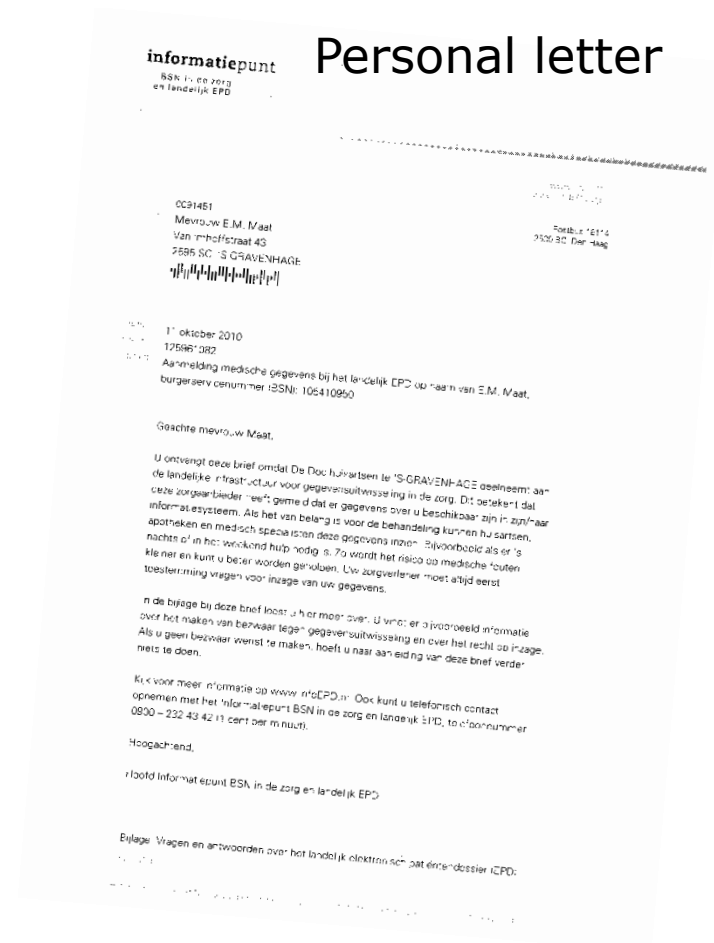 Personal letter
informatiepunt
BSN in de zorg
en landelijk EPD
Postbus
Den Haag
0091451
Mevrouw E.M. Maat
43
2595 'S GRAVENHAGE
oktober 2010
Aanmelding medische gegevens bij het landelijk EPD op naam van E.M. Maat,
burgerservicenummer (BSN): 105410950
Geachte mevrouw Maat,
U ontvangt deze brief omdat De Doc huisartsen te 'S-GRAVENHAGE deelneemt aan
de landelijke infrastructuur voor gegevensuitwisseling in de zorg. Dit betekent dat
deze zorgaanbieder heeft gemeld dat er gegevens over u beschikbaar zijn in zijn/haar
informatiesysteem. Als het van belang is voor de behandeling kunnen huisartsen,
apotheken en medisch specialisten deze gegevens inzien. Bijvoorbeeld als er 's
nachts of in het weekend hulp nodig is. Zo wordt het risico op medische fouten
kleiner en kunt u beter worden geholpen. Uw zorgverlener moet altijd eerst
toestemming vragen voor inzage van uw gegevens.
In de bijlage bij deze brief leest u hier meer over. U vindt er bijvoorbeeld informatie
over het maken van bezwaar tegen gegevensuitwisseling en over het recht op inzage.
Als u geen bezwaar wenst te maken, hoeft u naar aanleiding van deze brief verder
niets te doen.
Kijk voor meer informatie op www.infoEPD.nl. Ook kunt u telefonisch contact
opnemen met het Informatiepunt BSN in de zorg en landelijk EPD, telefoonnummer
0900 – 232 43 42 (1 cent per minuut).
Hoogachtend,
Hoofd Informatiepunt BSN in de zorg en landelijk EPD
Bijlage: Vragen en antwoorden over het landelijk elektronisch patiëntendossier (EPD)